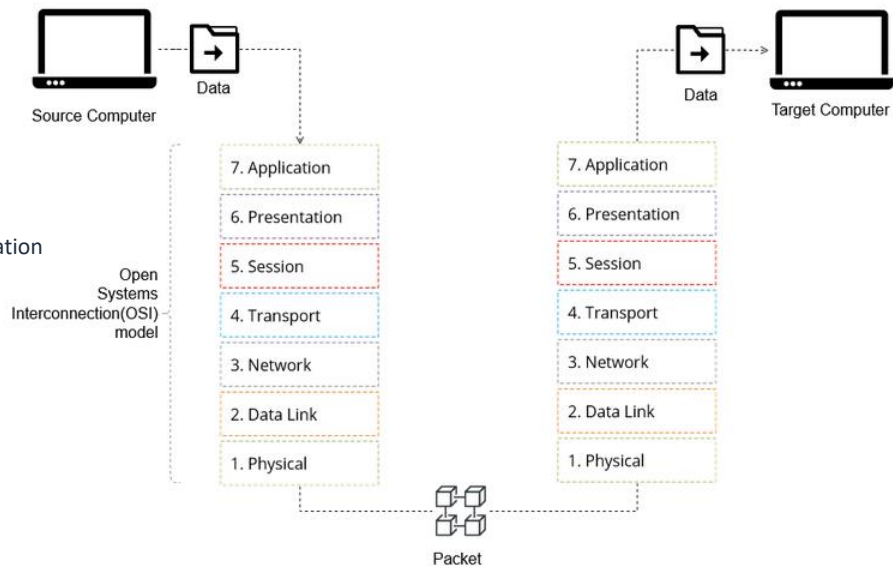 Source Computer
Data
Data
Target Computer
7. Application
6. Presentation
5. Session
4. Transport
3. Network
2. Data Link
1. Physical
ation
Open
Systems
Interconnection(OSI)
model
7. Application
6. Presentation
5. Session
4. Transport
3. Network
2. Data Link
1. Physical
Packet